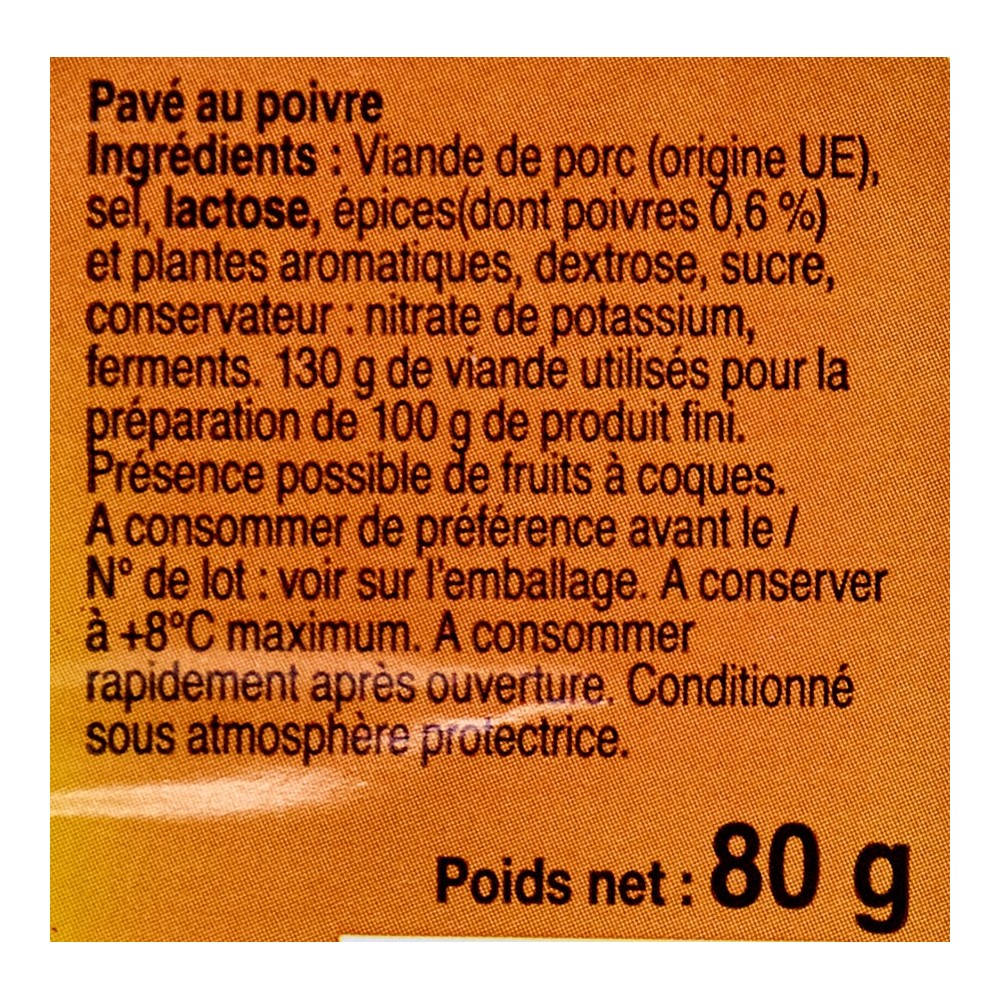 Pavé au poivre
Ingrédients : Viande de porc (origine UE),
sel, lactose, épices(dont poivres 0,6 %)
et plantes aromatiques, dextrose, sucre,
conservateur : nitrate de potassium,
ferments. 130 g de viande utilisés pour la
préparation de 100 g de produit fini.
Présence possible de fruits à coques.
A consommer de préférence avant le /
N° de lot : voir sur l'emballage. A conserver
à +8°C maximum. A consommer
rapidement après ouverture. Conditionné
sous atmosphère protectrice.
Poids net : 80 g